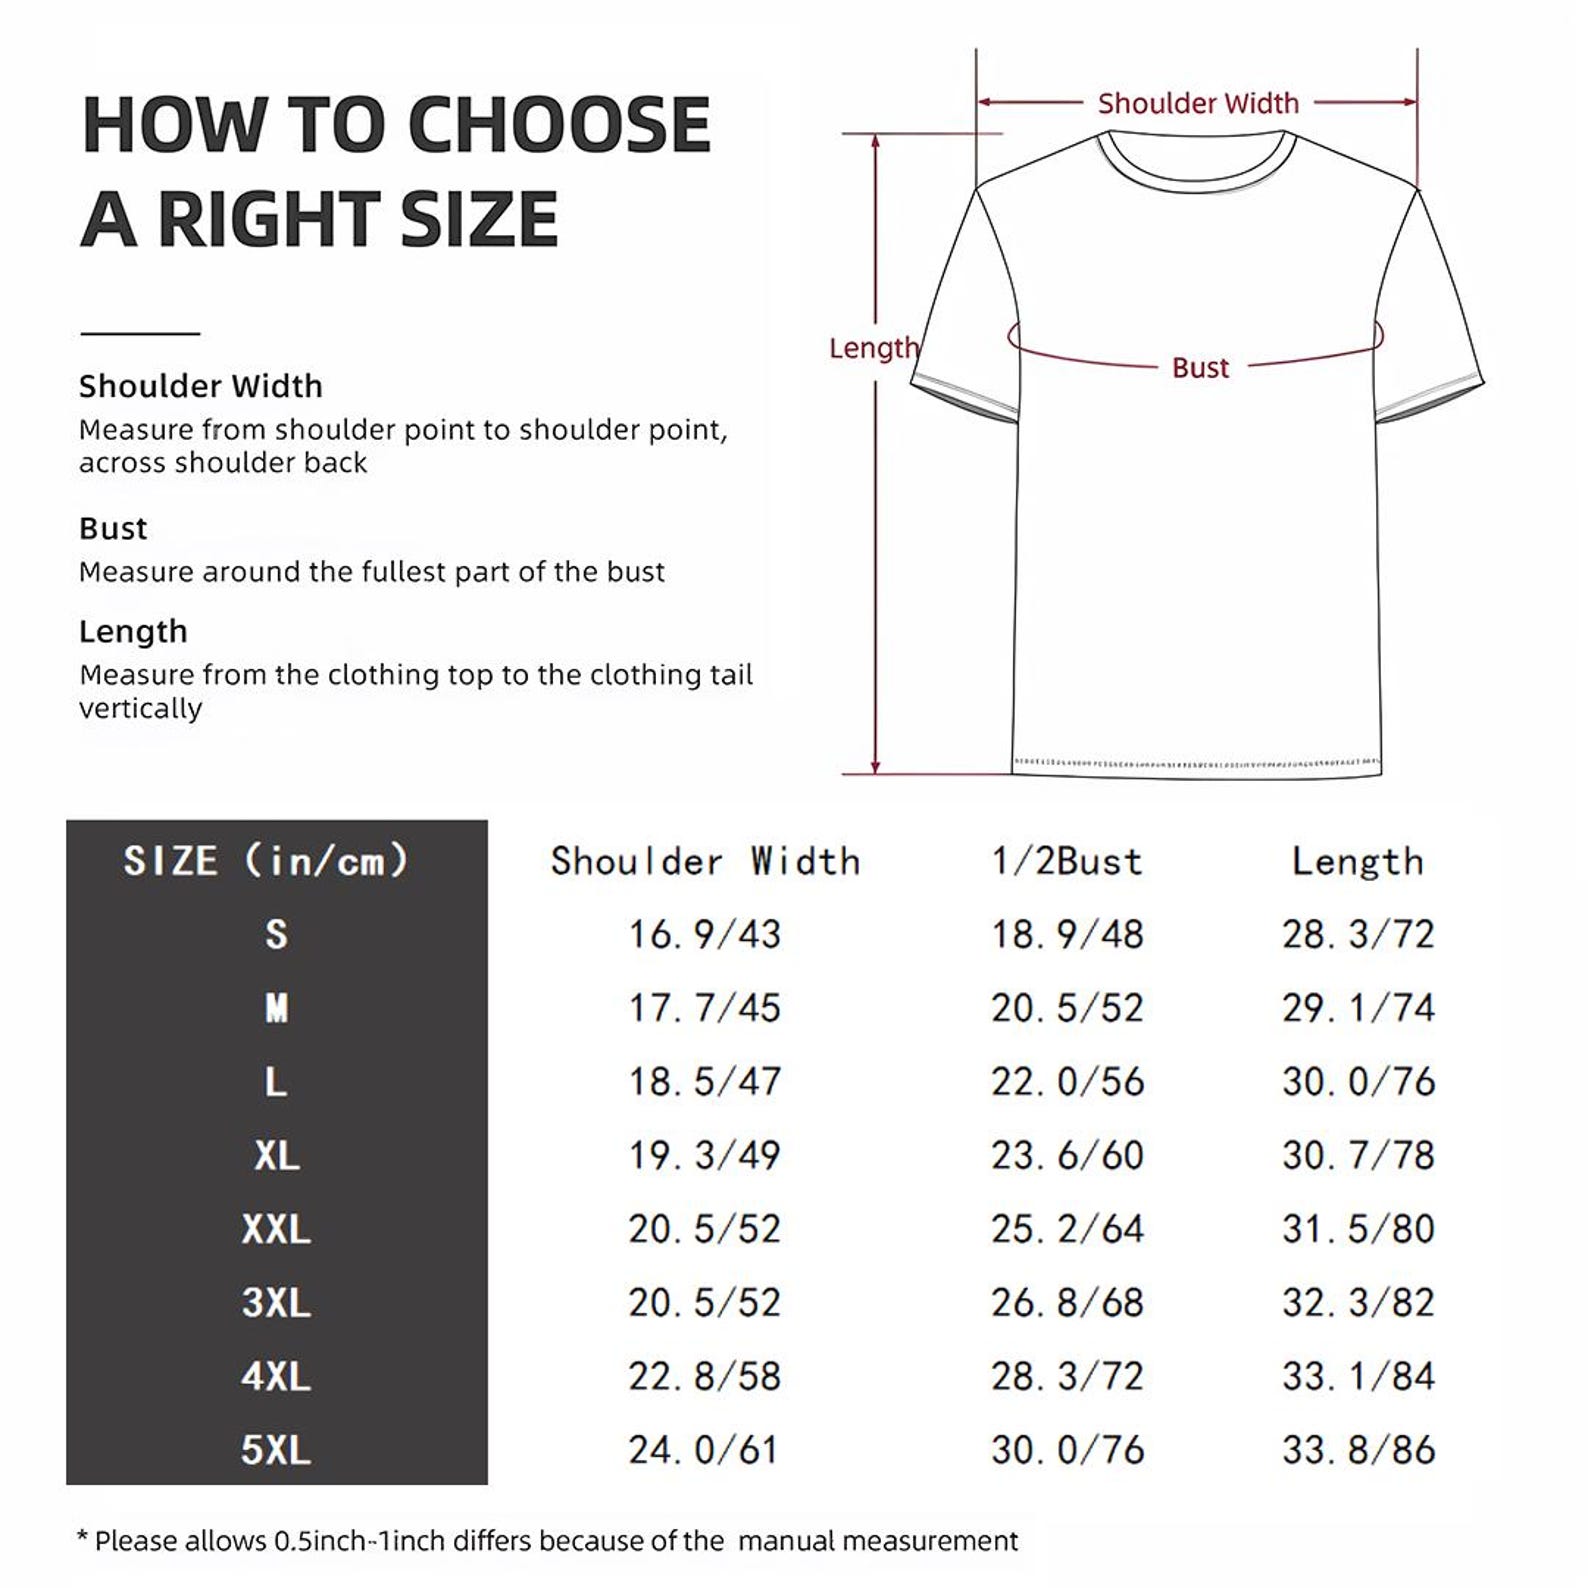 HOW TO CHOOSE
A RIGHT SIZE
Shoulder Width
Measure from shoulder point to shoulder point,
across shoulder back
Bust
Measure around the fullest part of the bust
Length
Measure from the clothing top to the clothing tail
vertically
Shoulder Width
Length
Bust
SIZE (in/cm) Shoulder Width 1/2Bust Length
S 16.9/43 18.9/48 28.3/72
M 17.7/45 20.5/52 29.1/74
L 18.5/47 22.0/56 30.0/76
XL 19.3/49 23.6/60 30.7/78
XXL 20.5/52 25.2/64 31.5/80
3XL 20.5/52 26.8/68 32.3/82
4XL 22.8/58 28.3/72 33.1/84
5XL 24.0/61 30.0/76 33.8/86
* Please allows 0.5inch-1inch differs because of the manual measurement